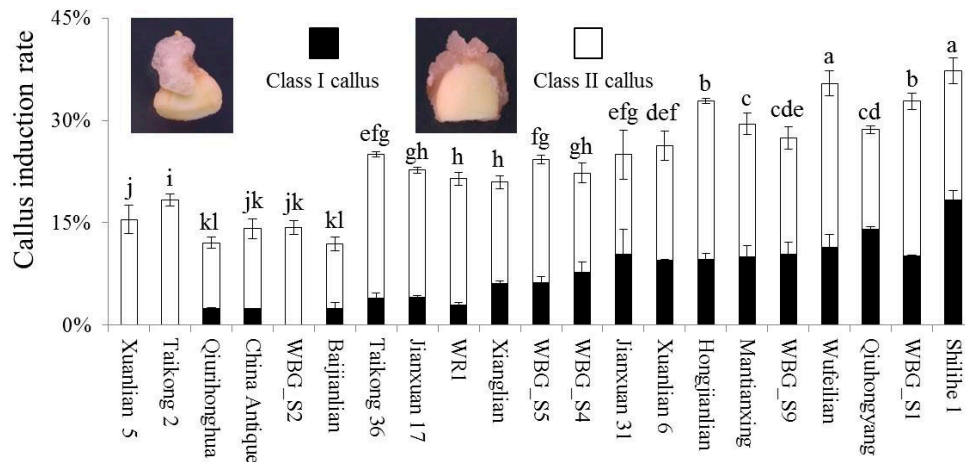 45%
30%
15%
0%
Callus induction rate
Class I callus
Class II callus
j
i
kl
jk
jk
kl
efg
gh
h
h
fg
gh
efg
def
b
c
cde
a
cd
b
a
Xuanlian 5
Taikong 2
Qiurihonghua
China Antique
WBG_S2
Baijianlian
Taikong 36
Jianxuan 17
WR1
Xianglian
WBG_S5
WBG_S4
Jianxuan 31
Xuanlian 6
Hongjianlian
Mantianxing
WBG_S9
Wufeilian
Qiuhongyang
WBG_S1
Shilihe 1